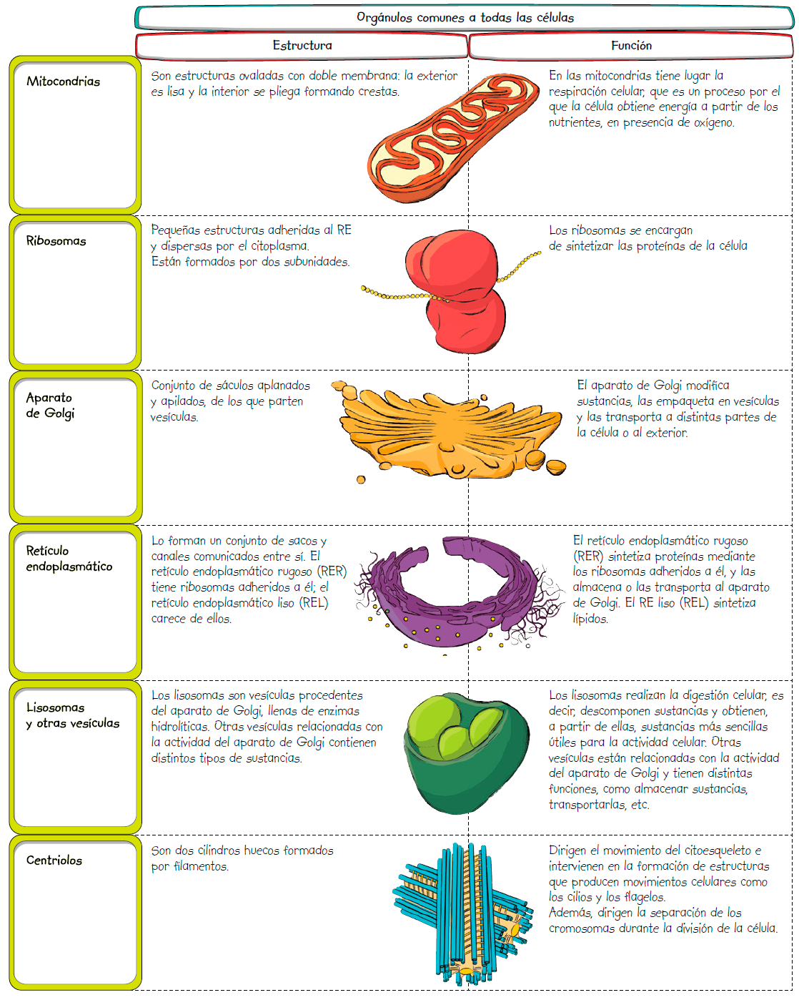 Orgánulos comunes a todas las células
Estructura
Función
Mitocondrias
Son estructuras ovaladas con doble membrana: la exterior
es lisa y la interior se pliega formando crestas.
En las mitocondrias tiene lugar la
respiración celular, que es un proceso por el
que la célula obtiene energía a partir de los
nutrientes, en presencia de oxígeno.
Ribosomas
Pequeñas estructuras adheridas al RE
y dispersas por el citoplasma.
Están formados por dos subunidades.
Los ribosomas se encargan
de sintetizar las proteínas de la célula
Aparato
de Golgi
Conjunto de sáculos aplanados
y apilados, de los que parten
vesículas.
El aparato de Golgi modifica
sustancias, las empaqueta en vesículas
y las transporta a distintas partes de
la célula o al exterior.
Retículo
endoplasmático
Lo forman un conjunto de sacos y
canales comunicados entre sí. El
retículo endoplasmático rugoso (RER)
tiene ribosomas adheridos a él; el
retículo endoplasmático liso (REL)
carece de ellos.
El retículo endoplasmático rugoso
(RER) sintetiza proteínas mediante
los ribosomas adheridos a él, y las
almacena o las transporta al aparato
de Golgi. El RE liso (REL) sintetiza
lípidos.
Lisosomas
y otras vesículas
Los lisosomas son vesículas procedentes
del aparato de Golgi, llenas de enzimas
hidrolíticas. Otras vesículas relacionadas con
la actividad del aparato de Golgi contienen
distintos tipos de sustancias.
Los lisosomas realizan la digestión celular, es
decir, descomponen sustancias y obtienen,
a partir de ellas, sustancias más sencillas
útiles para la actividad celular. Otras
vesículas están relacionadas con la actividad
del aparato de Golgi y tienen distintas
funciones, como almacenar sustancias,
transportarlas, etc.
Centriolos
Son dos cilindros huecos formados
por filamentos.
Dirigen el movimiento del citoesqueleto e
intervienen en la formación de estructuras
que producen movimientos celulares como
los cilios y los flagelos.
Además, dirigen la separación de los
cromosomas durante la división de la célula.